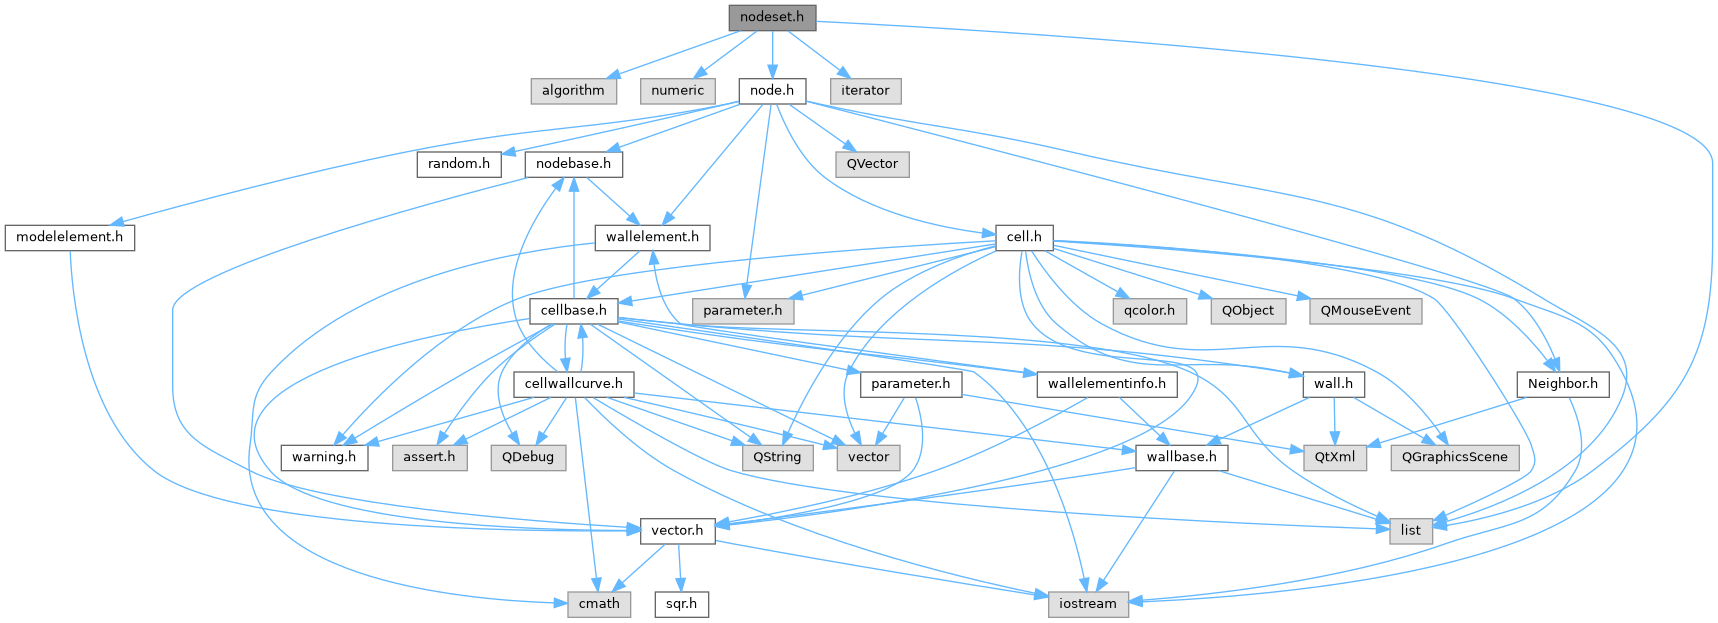 nodeset.h
algorithm
numeric
node.h
iterator
random.h
nodebase.h
QVector
modelelement.h
wallelement.h
cell.h
cellbase.h
parameter.h
qcolor.h
QObject
QMouseEvent
cellwallcurve.h
parameter.h
wallelementinfo.h
wall.h
Neighbor.h
warning.h
assert.h
QDebug
QString
vector
wallbase.h
QtXml
QGraphicsScene
vector.h
list
cmath
sqr.h
iostream